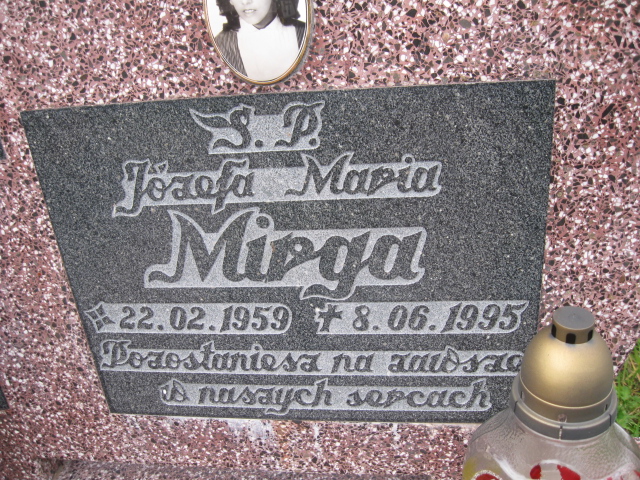 Ś. P.
Józefa Maria
Mirga
22.02.1959 8.06.1995
Pozostaniesz na zawsze
w naszych sercach